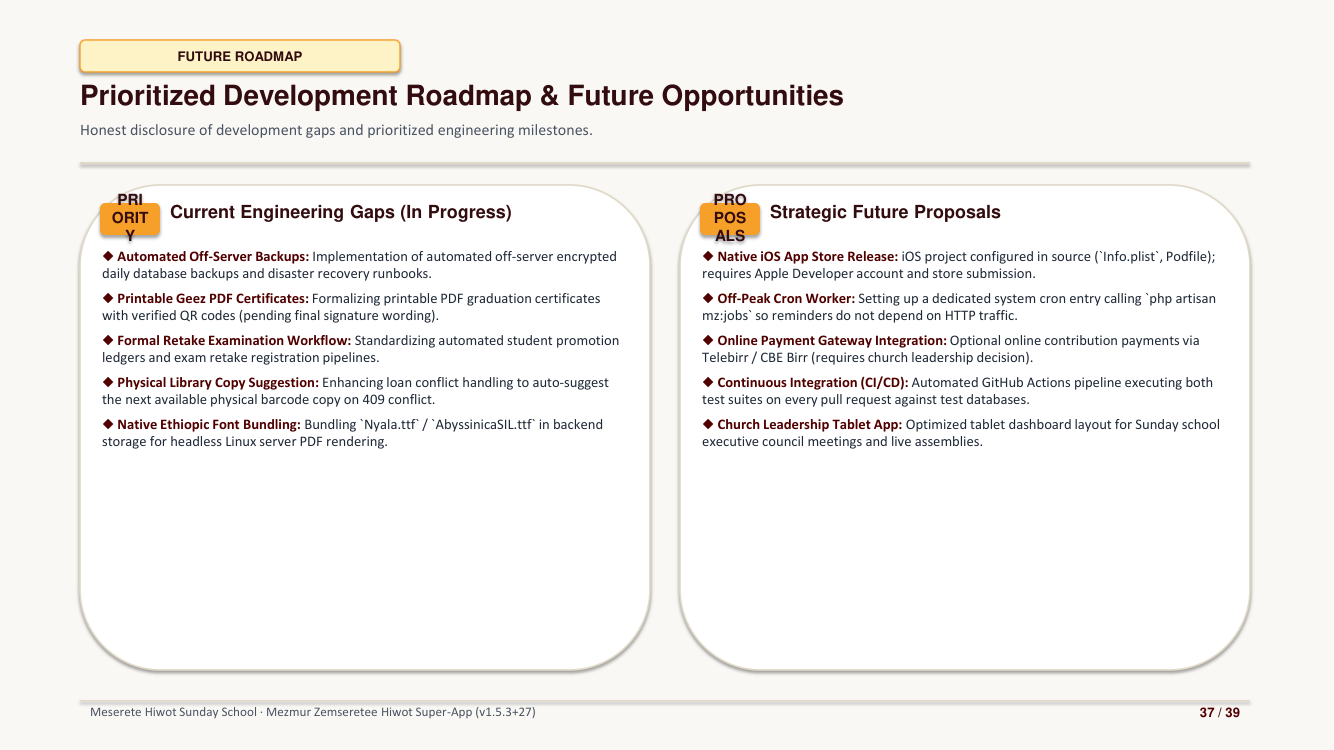 FUTURE ROADMAP
Prioritized Development Roadmap & Future Opportunities
Honest disclosure of development gaps and prioritized engineering milestones.
PRI
ORIT
Y
Current Engineering Gaps (In Progress)
◆ Automated Off-Server Backups: Implementation of automated off-server encrypted
daily database backups and disaster recovery runbooks.
◆ Printable Geez PDF Certificates: Formalizing printable PDF graduation certificates
with verified QR codes (pending final signature wording).
◆ Formal Retake Examination Workflow: Standardizing automated student promotion
ledgers and exam retake registration pipelines.
◆ Physical Library Copy Suggestion: Enhancing loan conflict handling to auto-suggest
the next available physical barcode copy on 409 conflict.
◆ Native Ethiopic Font Bundling: Bundling `Nyala.ttf` / `AbyssinicaSIL.ttf` in backend
storage for headless Linux server PDF rendering.
PRO
POS
ALS
Strategic Future Proposals
◆ Native iOS App Store Release: iOS project configured in source (`Info.plist`, Podfile);
requires Apple Developer account and store submission.
◆ Off-Peak Cron Worker: Setting up a dedicated system cron entry calling `php artisan
mz:jobs` so reminders do not depend on HTTP traffic.
◆ Online Payment Gateway Integration: Optional online contribution payments via
Telebirr / CBE Birr (requires church leadership decision).
◆ Continuous Integration (CI/CD): Automated GitHub Actions pipeline executing both
test suites on every pull request against test databases.
◆ Church Leadership Tablet App: Optimized tablet dashboard layout for Sunday school
executive council meetings and live assemblies.
Meserete Hiwot Sunday School · Mezmur Zemseretee Hiwot Super-App (v1.5.3+27)
37 / 39